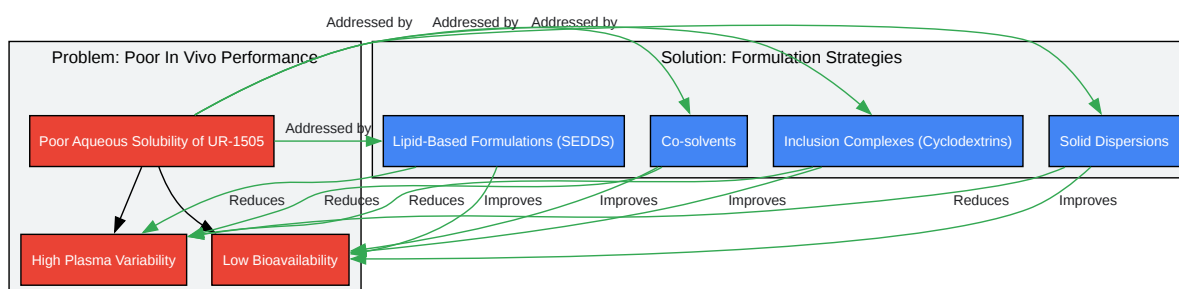 Addressed by
Addressed by
Addressed by
Problem: Poor In Vivo Performance
Solution: Formulation Strategies
Poor Aqueous Solubility of UR-1505
Addressed by
Lipid-Based Formulations (SEDDS)
Co-solvents
Inclusion Complexes (Cyclodextrins)
Solid Dispersions
Reduces
Reduces
Reduces
Improves
Improves
Improves
Reduces
Improves
High Plasma Variability
Low Bioavailability